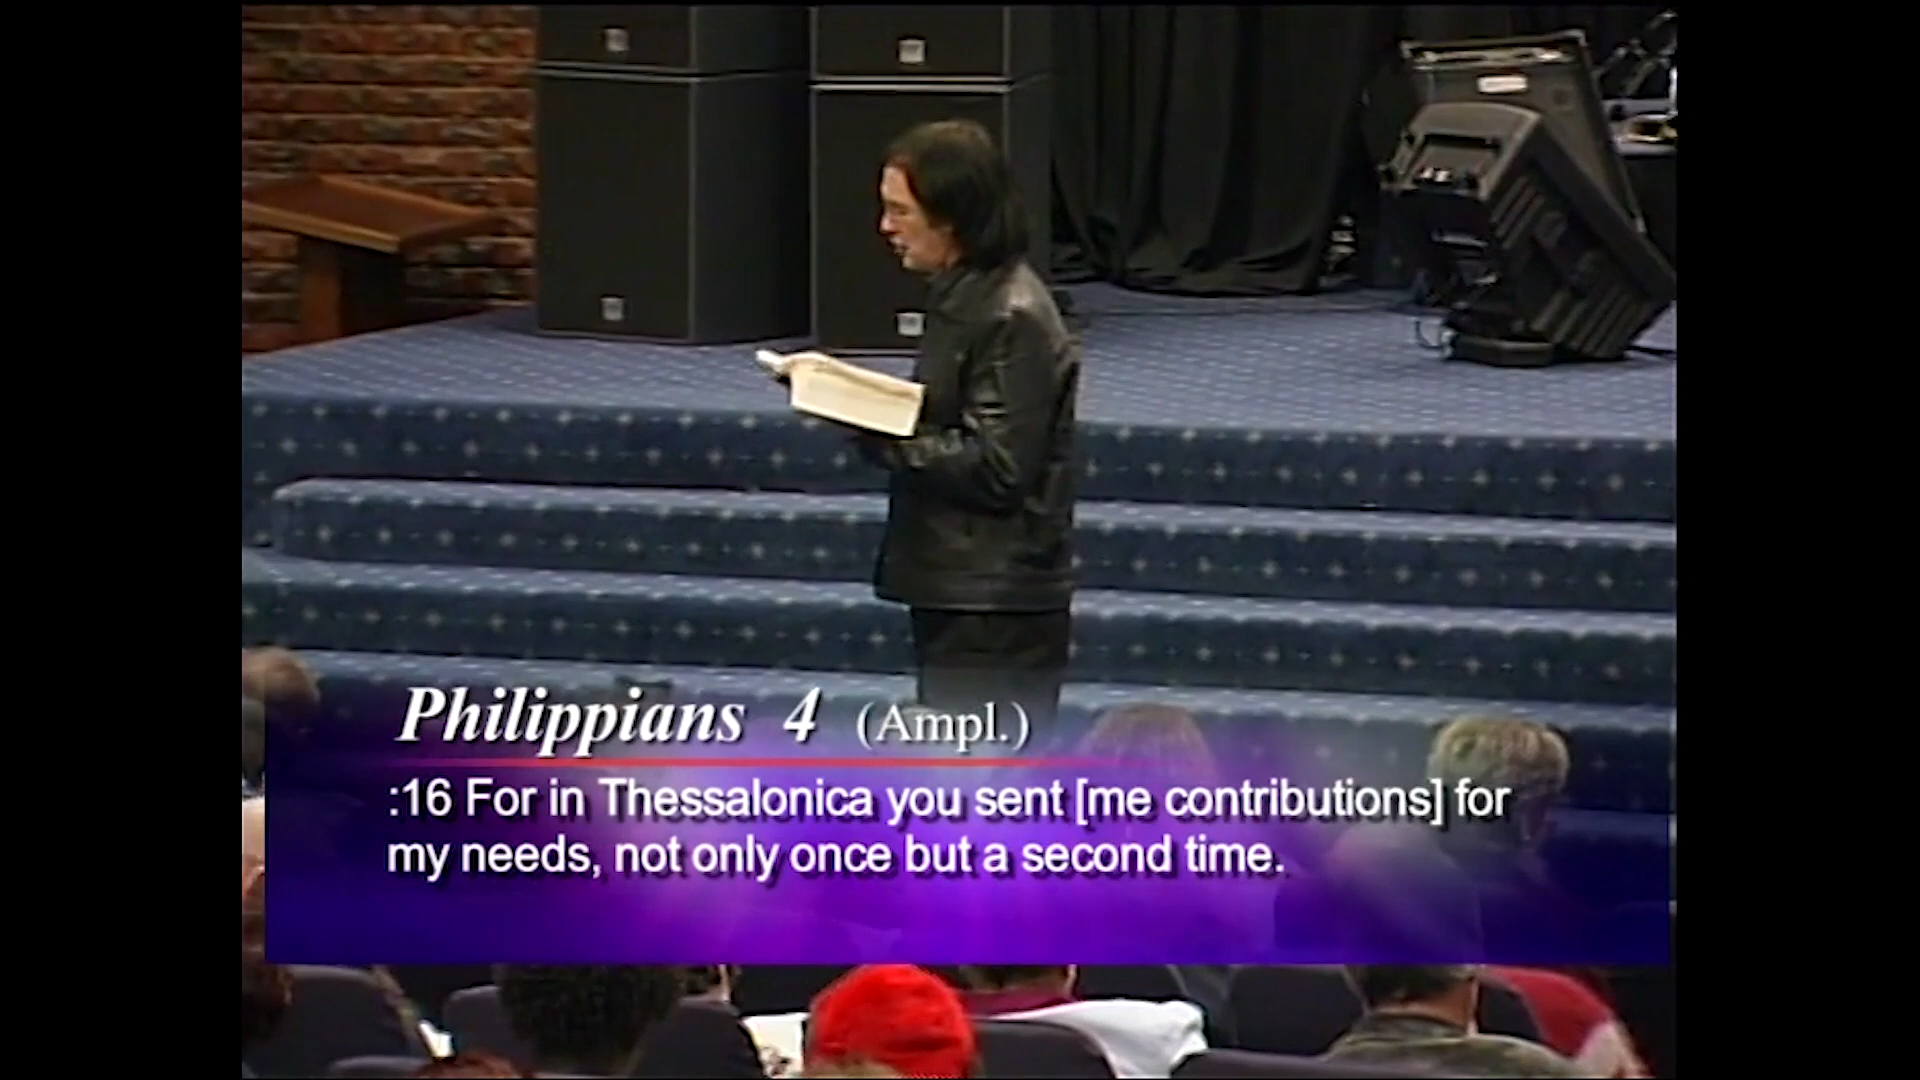 Philippians 4 (Ampl.)
:16 For in Thessalonica you sent [me contributions] for
my needs, not only once but a second time.